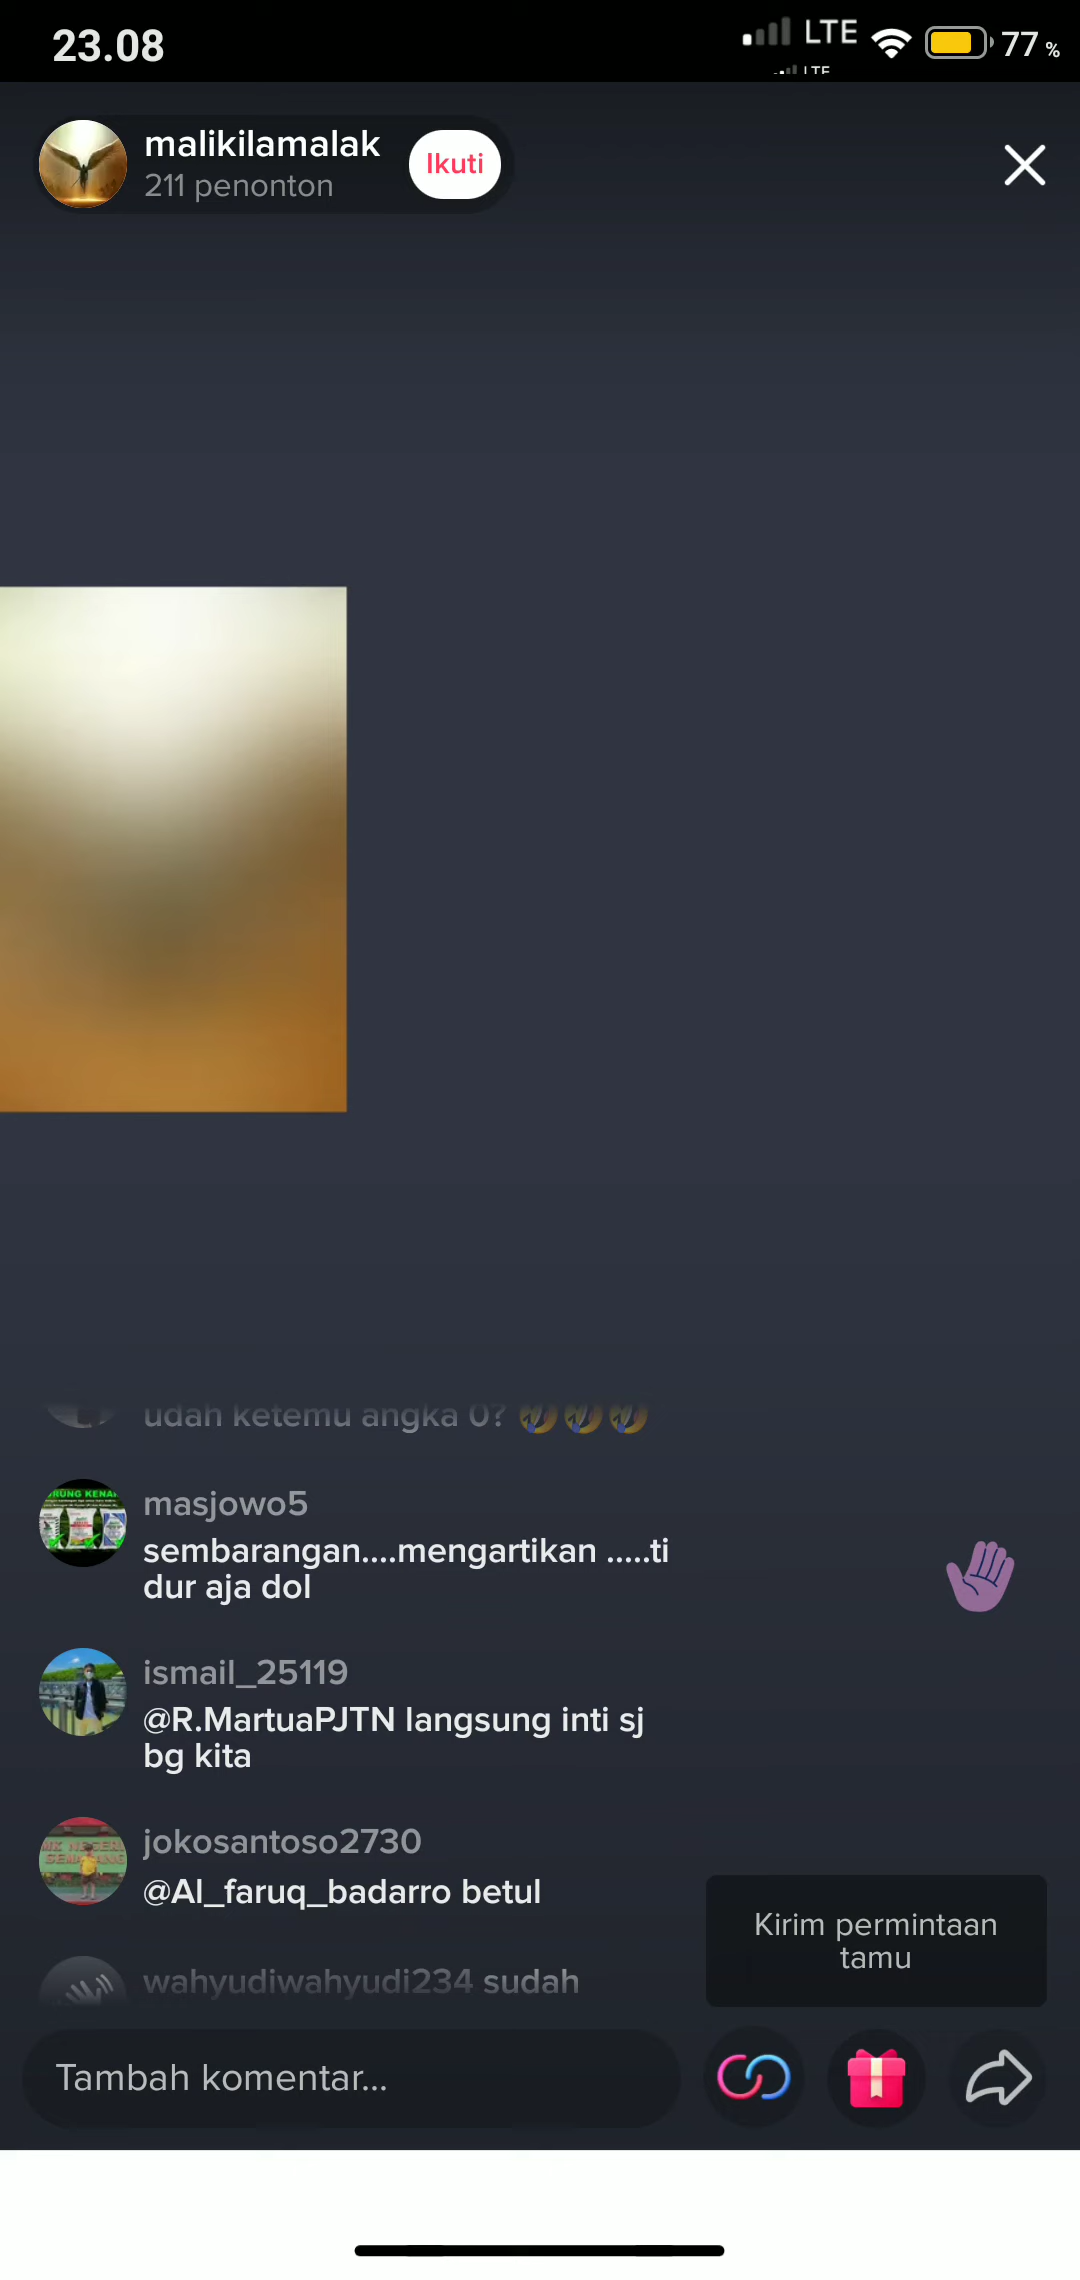 23.08
LTE
77 %
LTE
malikilamalak
211 penonton
Ikuti
udah ketemu angka 0? 🤣🤣🤣
masjowo5
sembarangan....mengartikan .....ti
dur aja dol
ismail_25119
@R.MartuaPJTN langsung inti sj
bg kita
jokosantoso2730
@Al_faruq_badarro betul
wahyudiwahyudi234 sudah
Kirim permintaan
tamu
Tambah komentar...